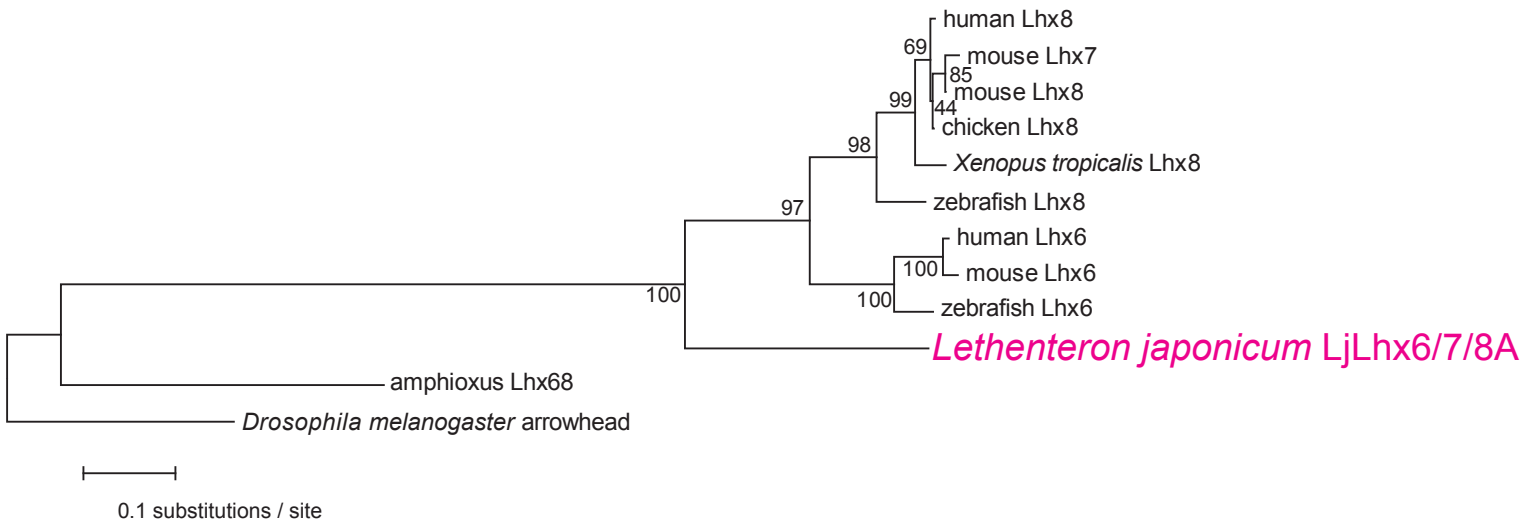 human Lhx8
69
mouse Lhx7
85
mouse Lhx8
99
44
chicken Lhx8
98
Xenopus tropicalis Lhx8
zebrafish Lhx8
97
human Lhx6
100
mouse Lhx6
100
100
zebrafish Lhx6
Lethenteron japonicum LjLhx6/7/8A
amphioxus Lhx68
Drosophila melanogaster arrowhead
0.1 substitutions / site